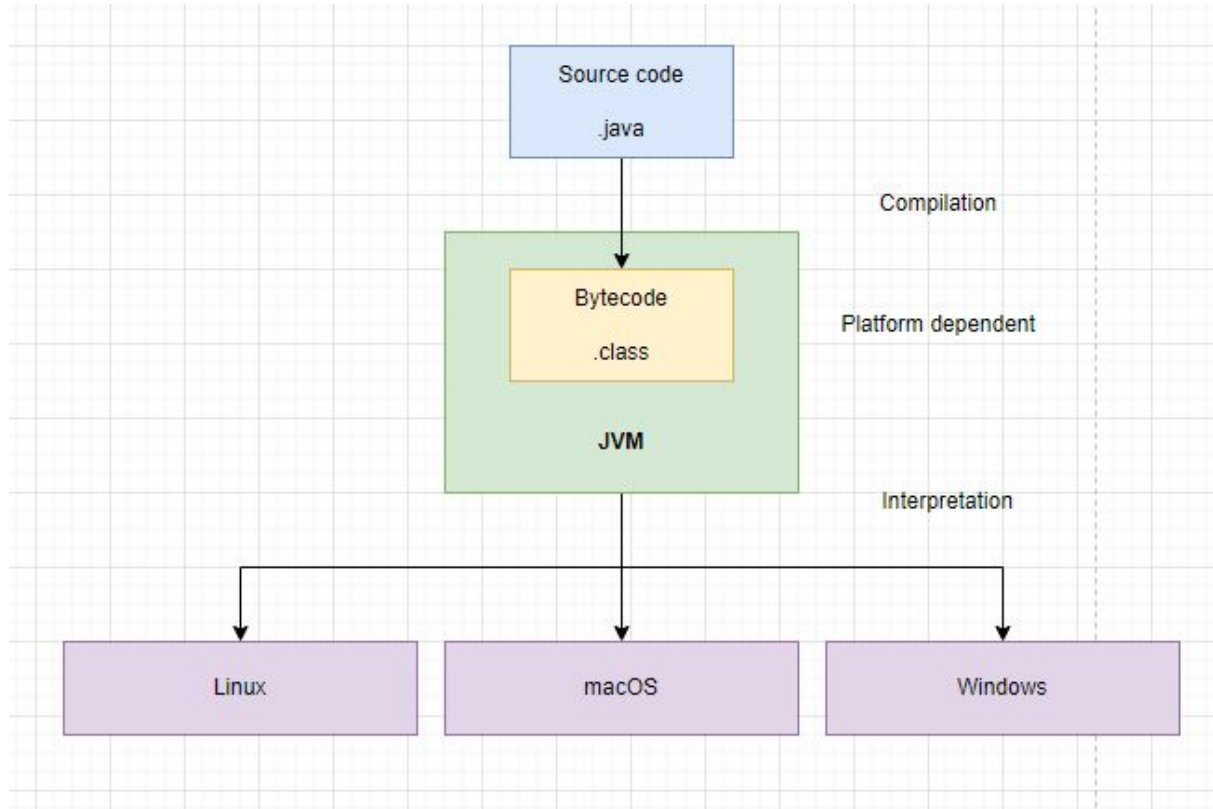 Source code
.java
Compilation
Bytecode
.class
Platform dependent
JVM
Interpretation
Linux
macOS
Windows